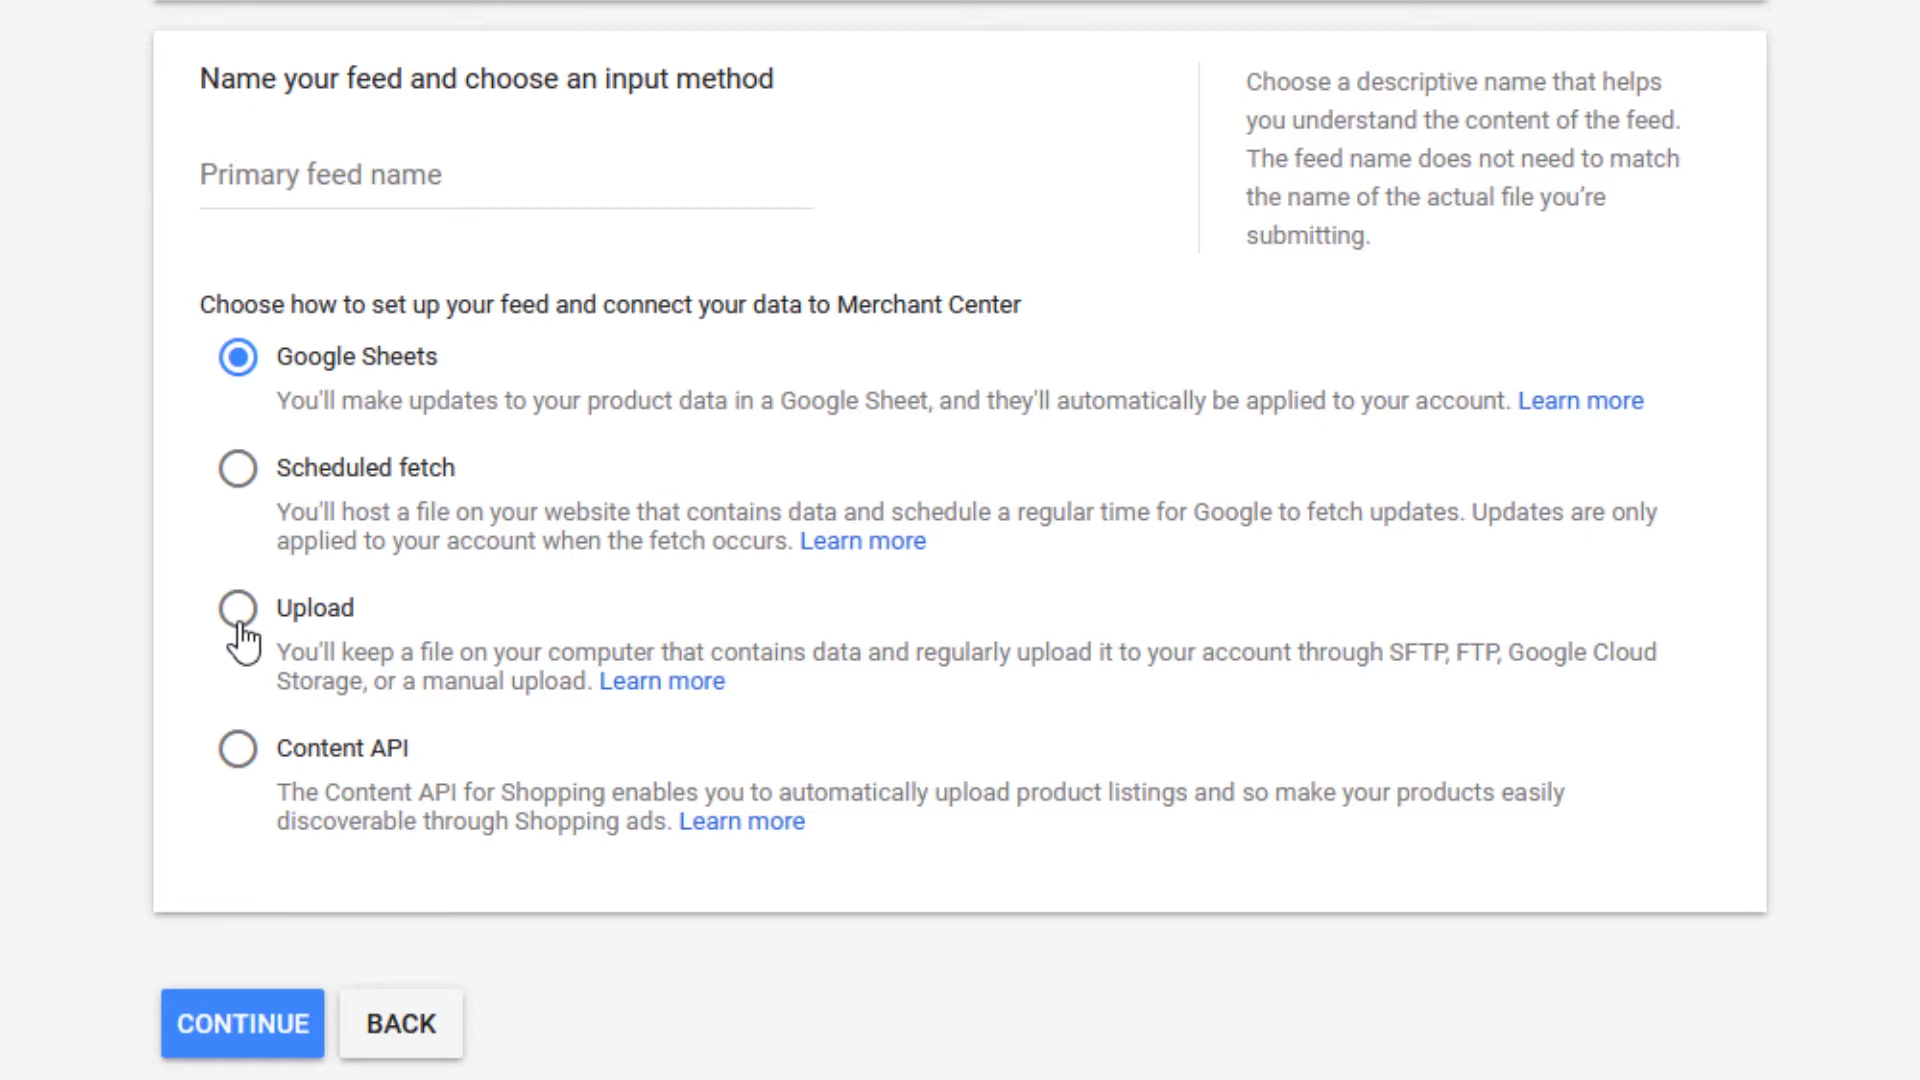 Name your feed and choose an input method
Primary feed name
Choose a descriptive name that helps
you understand the content of the feed.
The feed name does not need to match
the name of the actual file you’re
submitting.
Choose how to set up your feed and connect your data to Merchant Center
Google Sheets
You'll make updates to your product data in a Google Sheet, and they'll automatically be applied to your account. Learn more
Scheduled fetch
You'll host a file on your website that contains data and schedule a regular time for Google to fetch updates. Updates are only
applied to your account when the fetch occurs. Learn more
Upload
You'll keep a file on your computer that contains data and regularly upload it to your account through SFTP, FTP, Google Cloud
Storage, or a manual upload. Learn more
Content API
The Content API for Shopping enables you to automatically upload product listings and so make your products easily
discoverable through Shopping ads. Learn more
CONTINUE
BACK